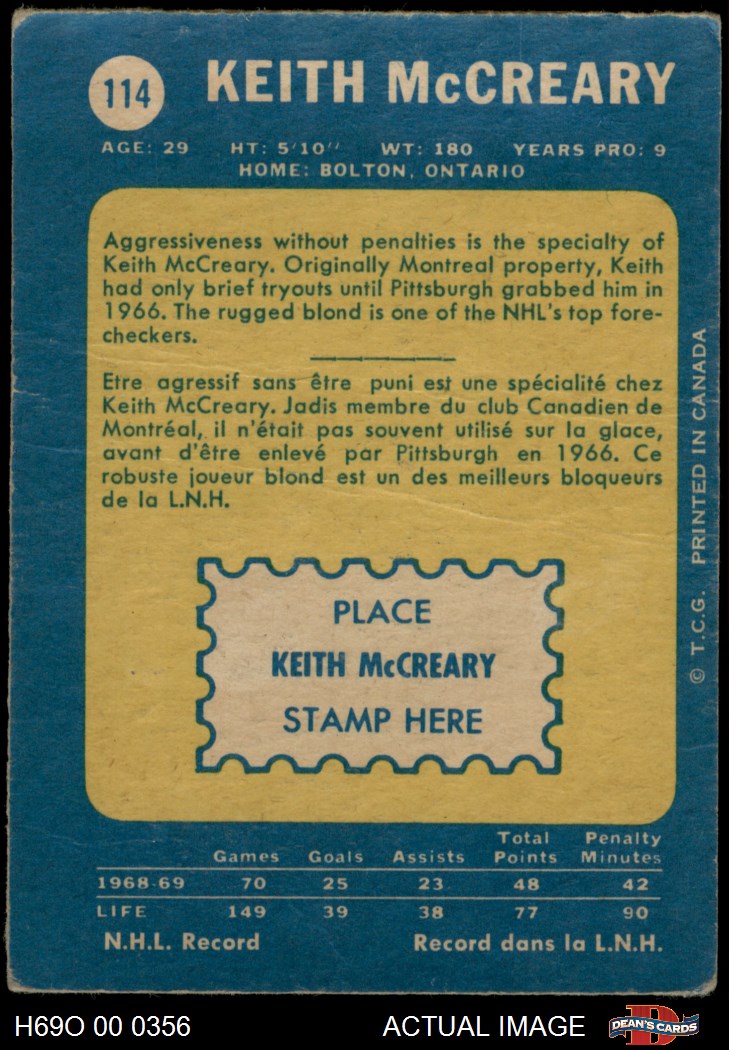 114
KEITH McCREARY
AGE: 29 HT: 5'10'' WT: 180 YEARS PRO: 9
HOME: BOLTON, ONTARIO
Aggressiveness without penalties is the specialty of
Keith McCreary. Originally Montreal property, Keith
had only brief tryouts until Pittsburgh grabbed him in
1966. The rugged blond is one of the NHL's top fore-
checkers.
Etre agressif sans être puni est une spécialité chez
Keith McCreary. Jadis membre du club Canadien de
Montréal, il n'était pas souvent utilisé sur la glace,
avant d'être enlevé par Pittsburgh en 1966. Ce
robuste joueur blond est un des meilleurs bloqueurs
de la L.N.H.
PLACE
KEITH McCREARY
STAMP HERE
© T.C.G. PRINTED IN CANADA
Total Penalty
Games Goals Assists Points Minutes
1968-69 70 25 23 48 42
LIFE 149 39 38 77 90
N.H.L. Record Record dans la L.N.H.
H69O 00 0356 ACTUAL IMAGE
D
DEAN'S CARDS